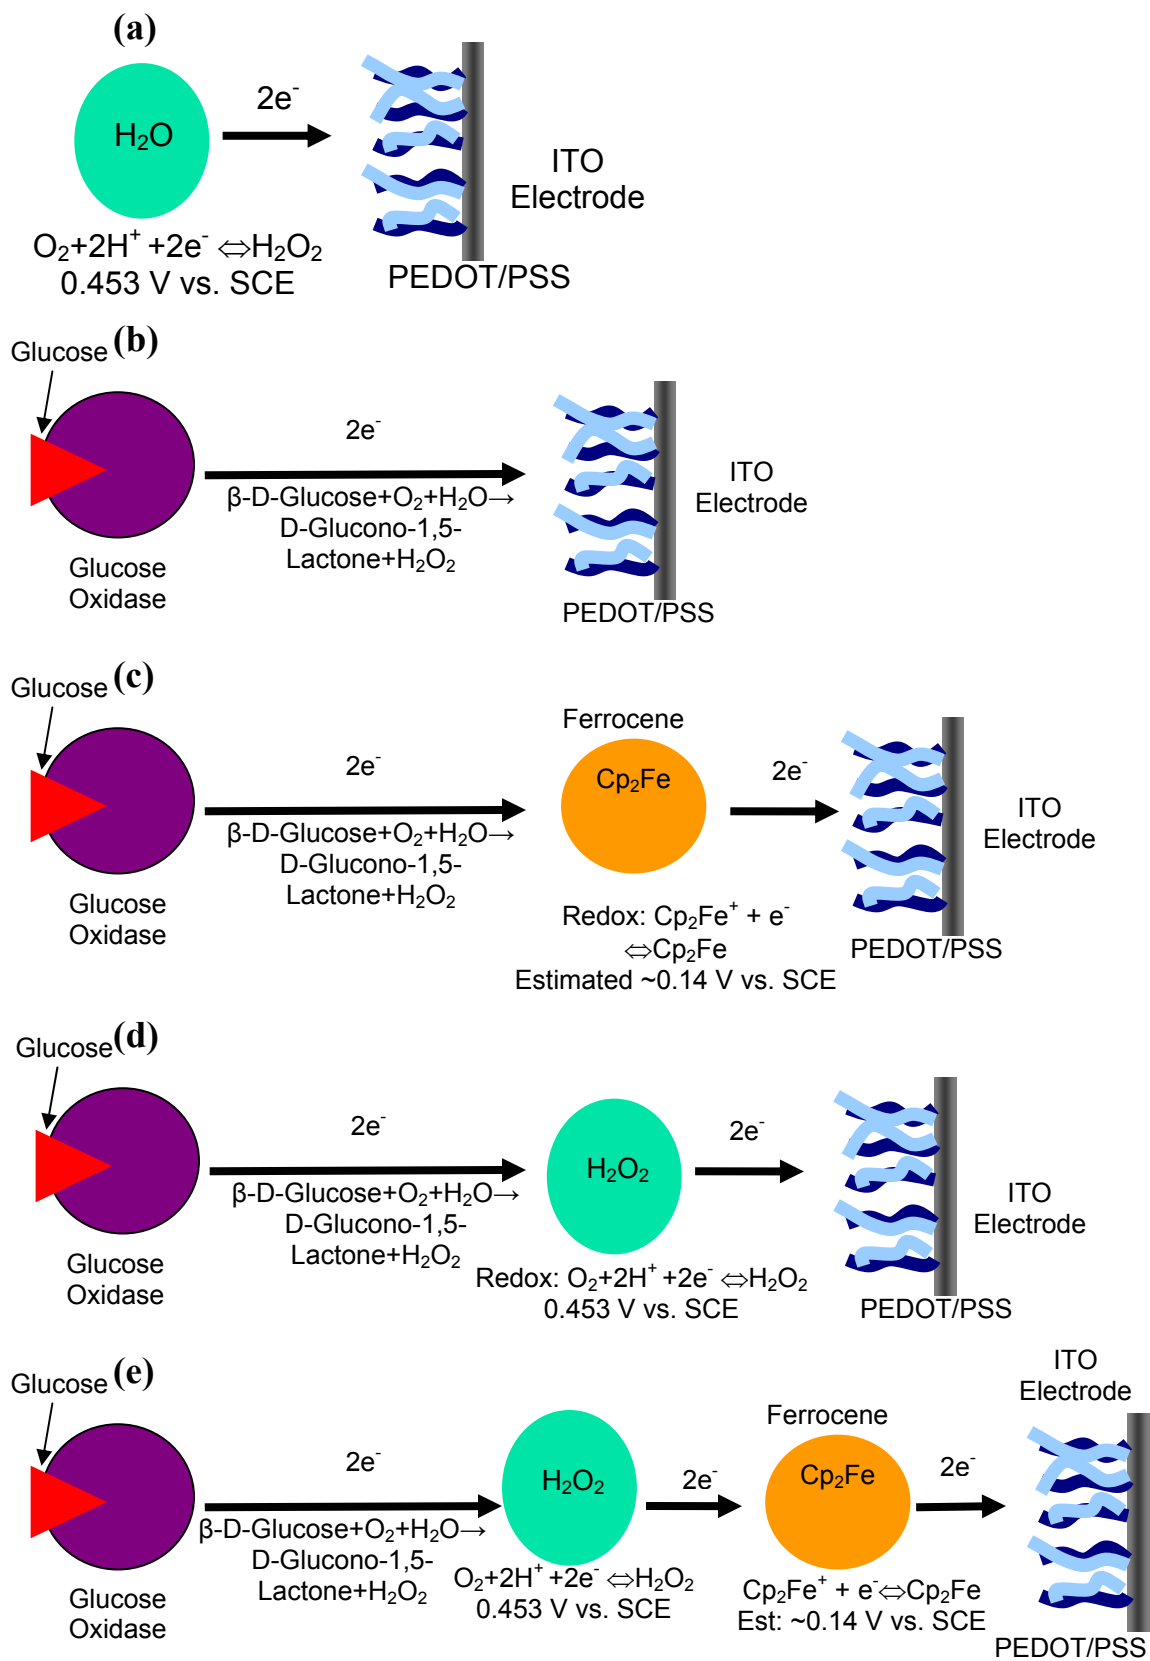 (a)
H₂O
2e⁻
ITO
Electrode
O₂+2H⁺ +2e⁻ ⇔H₂O₂
0.453 V vs. SCE
PEDOT/PSS
(b)
Glucose
2e⁻
β-D-Glucose+O₂+H₂O→
D-Glucono-1,5-
Lactone+H₂O₂
Glucose
Oxidase
ITO
Electrode
PEDOT/PSS
(c)
Glucose
2e⁻
β-D-Glucose+O₂+H₂O→
D-Glucono-1,5-
Lactone+H₂O₂
Glucose
Oxidase
Ferrocene
Cp₂Fe
2e⁻
Redox: Cp₂Fe⁺ + e⁻
⇔Cp₂Fe
Estimated ~0.14 V vs. SCE
ITO
Electrode
PEDOT/PSS
(d)
Glucose
2e⁻
β-D-Glucose+O₂+H₂O→
D-Glucono-1,5-
Lactone+H₂O₂
Glucose
Oxidase
H₂O₂
2e⁻
Redox: O₂+2H⁺ +2e⁻ ⇔H₂O₂
0.453 V vs. SCE
ITO
Electrode
PEDOT/PSS
(e)
Glucose
2e⁻
β-D-Glucose+O₂+H₂O→
D-Glucono-1,5-
Lactone+H₂O₂
Glucose
Oxidase
H₂O₂
2e⁻
O₂+2H⁺ +2e⁻ ⇔H₂O₂
0.453 V vs. SCE
Ferrocene
Cp₂Fe
2e⁻
Cp₂Fe⁺ + e⁻⇔Cp₂Fe
Est: ~0.14 V vs. SCE
ITO
Electrode
PEDOT/PSS